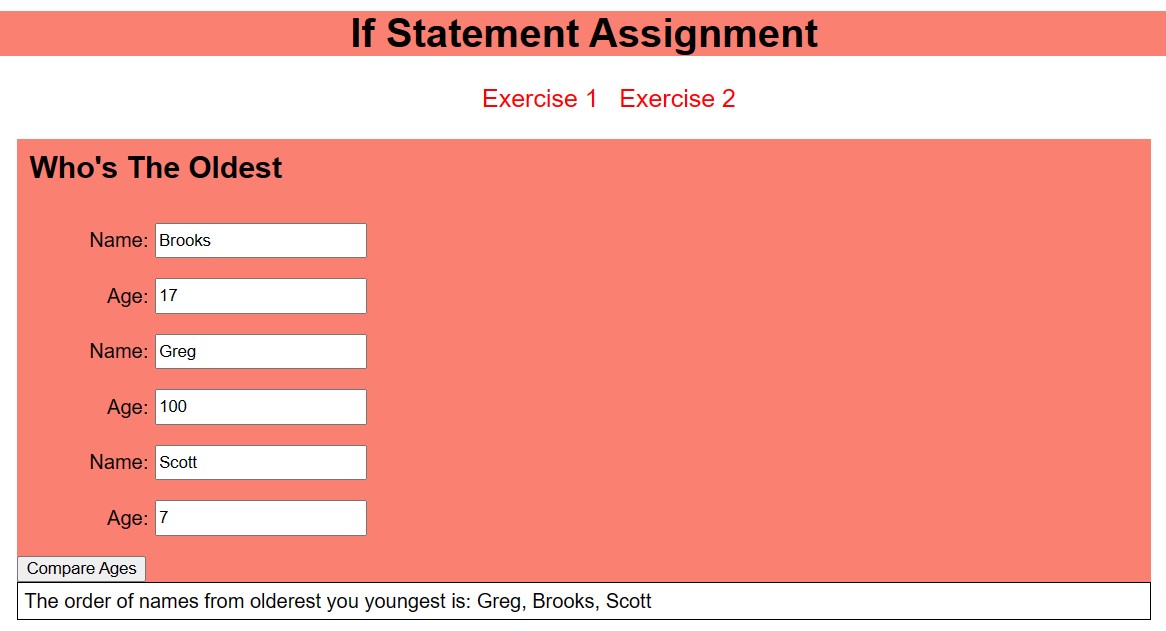 If Statement Assignment
Exercise 1 Exercise 2
Who's The Oldest
Name: Brooks
Age: 17
Name: Greg
Age: 100
Name: Scott
Age: 7
Compare Ages
The order of names from olderest you youngest is: Greg, Brooks, Scott